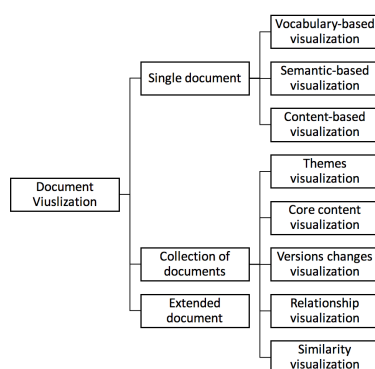 Vocabulary-based
visualization
Single document
Semantic-based
visualization
Content-based
visualization
Themes
visualization
Document
Viuslization
Core content
visualization
Collection of
documents
Versions changes
visualization
Extended
document
Relationship
visualization
Similarity
visualization